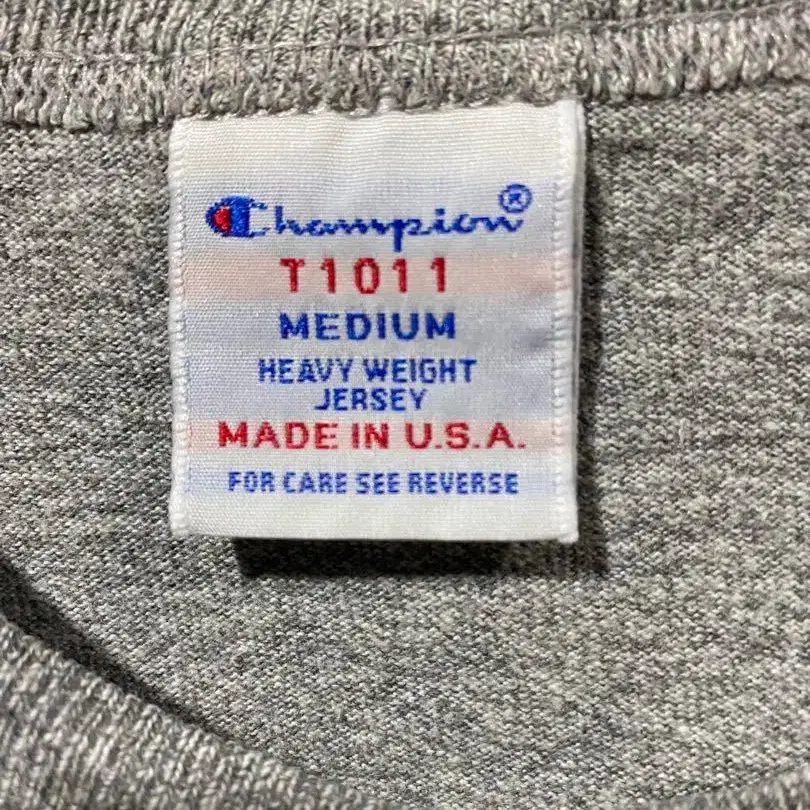 Champion®
T1011
MEDIUM
HEAVY WEIGHT
JERSEY
MADE IN U.S.A.
FOR CARE SEE REVERSE